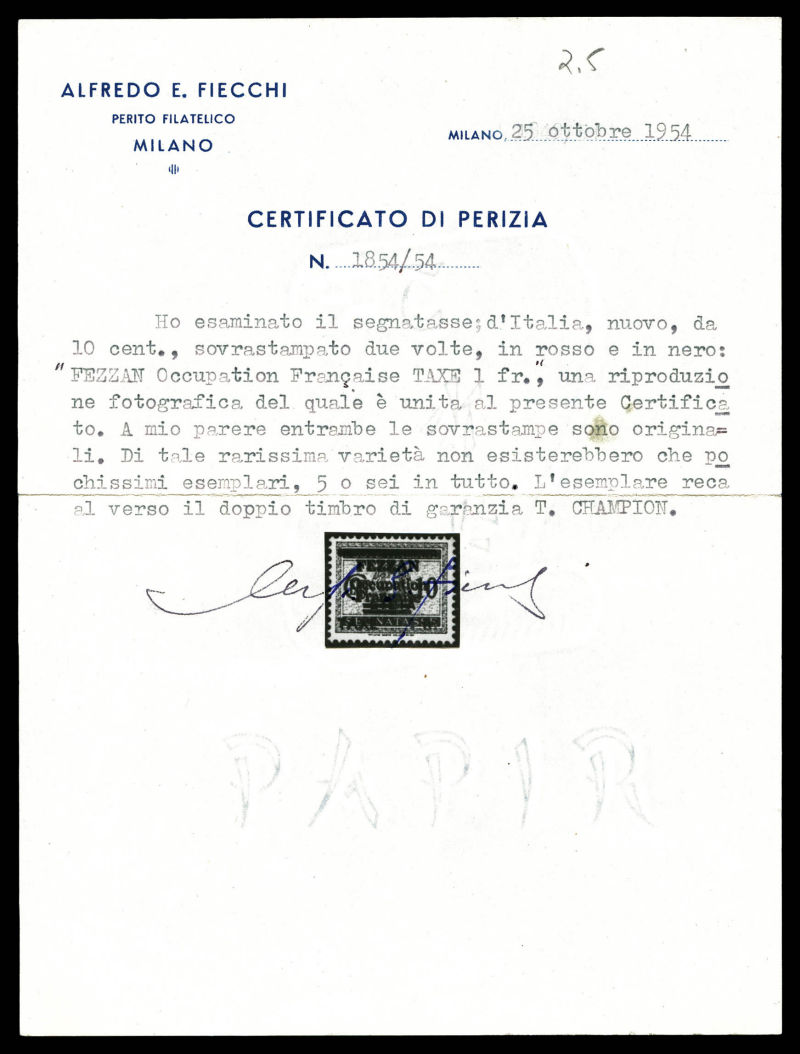 2.5
ALFREDO E. FIECCHI
PERITO FILATELICO
MILANO
MILANO, 25 ottobre 1954
CERTIFICATO DI PERIZIA
N. 1854/54
Ho esaminato il segnatasse; d'Italia, nuovo, da
10 cent., sovrastampato due volte, in rosso e in nero:
"FEZZAN Occupation Française TAXE 1 fr.", una riproduzio
ne fotografica del quale è unita al presente Certifica
to. A mio parere entrambe le sovrastampe sono origina=
li. Di tale rarissima varietà non esisterebbero che po
chissimi esemplari, 5 o sei in tutto. L'esemplare reca
al verso il doppio timbro di garanzia T. CHAMPION.
FEZZAN
Occupation 10
PAPIR